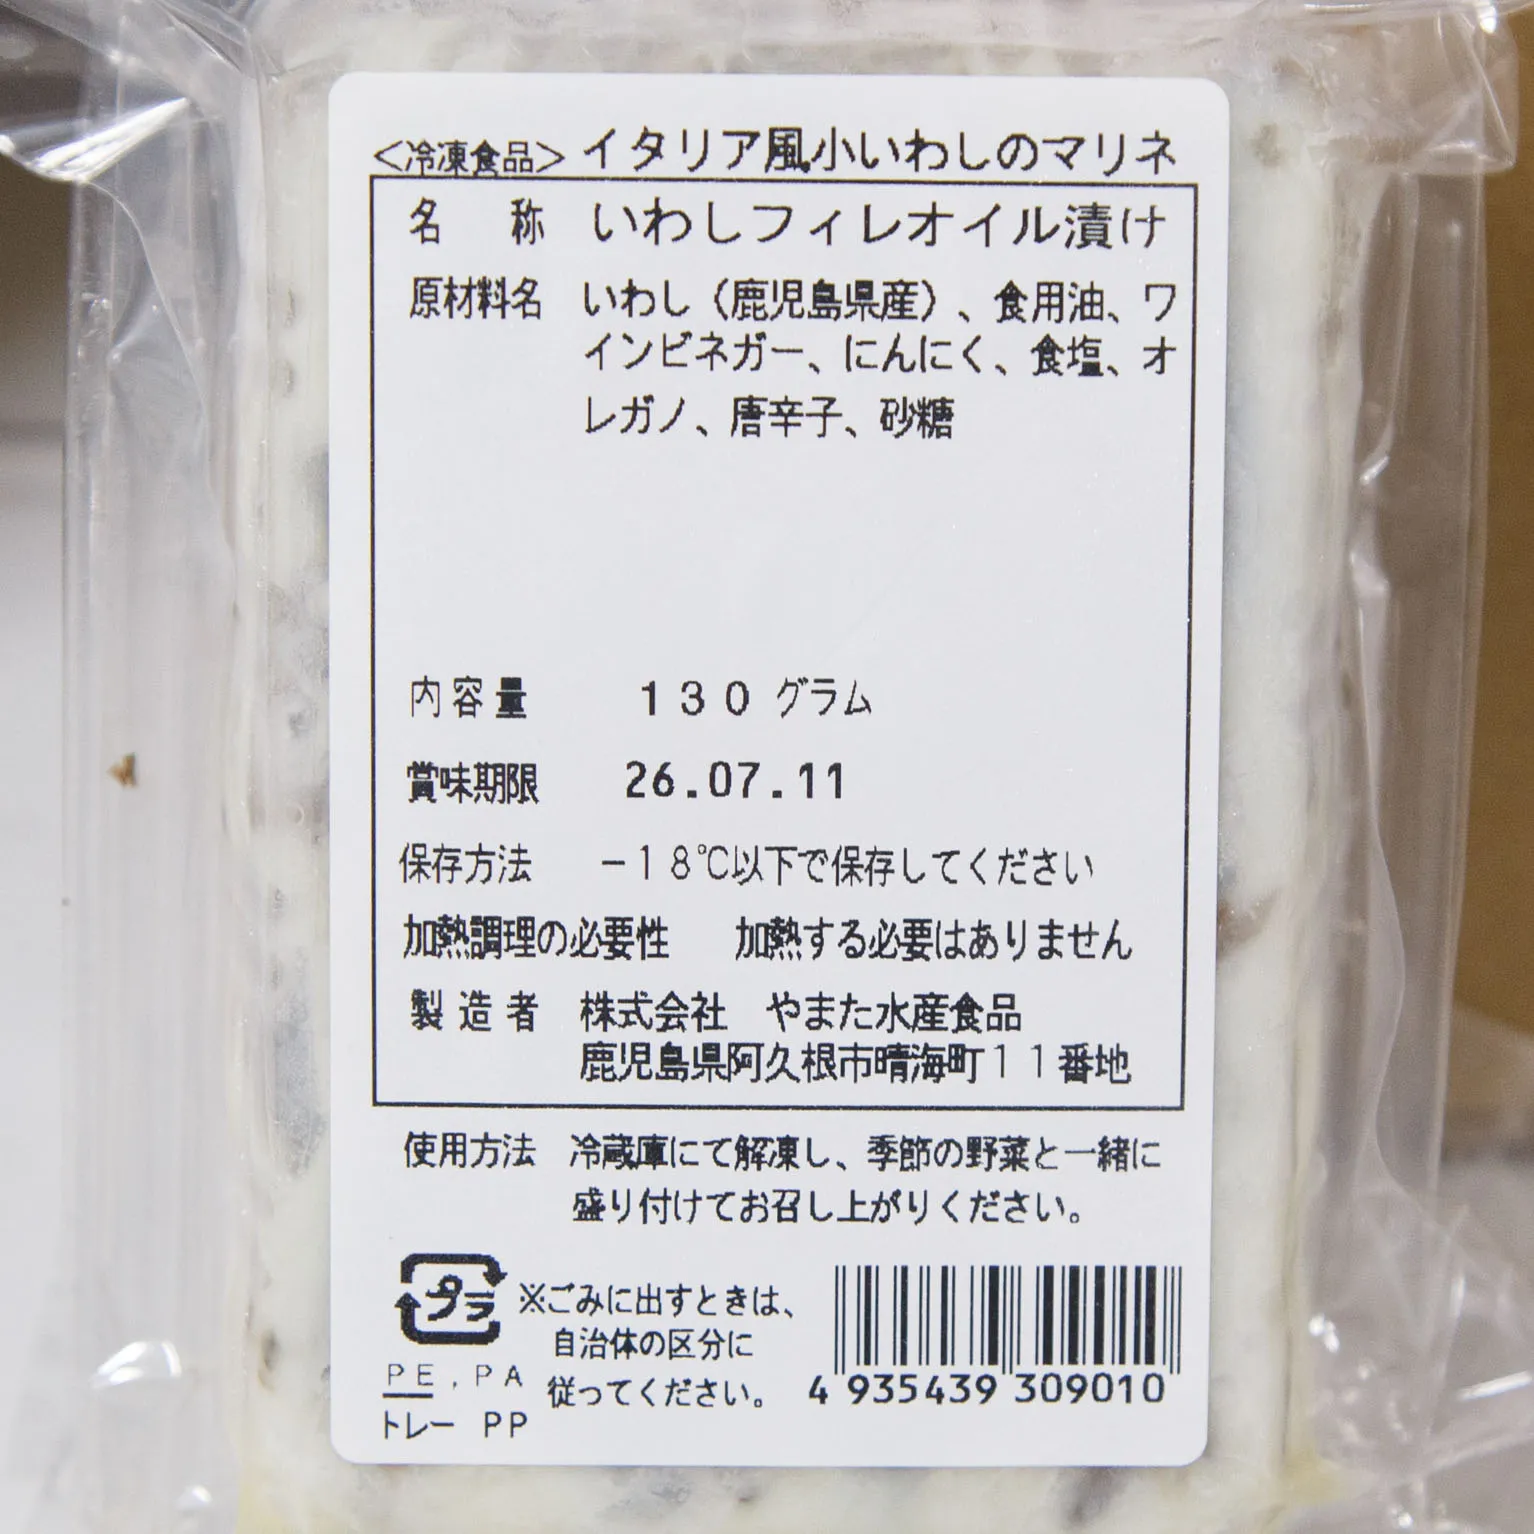 <冷凍食品> イタリア風小いわしのマリネ
名 称 いわしフィレオイル漬け
原材料名 いわし（鹿児島県産）、食用油、ワ
インビネガー、にんにく、食塩、オ
レガノ、唐辛子、砂糖
内容量 １３０ グラム
賞味期限 26.07.11
保存方法 －１８℃以下で保存してください
加熱調理の必要性 加熱する必要はありません
製造者 株式会社 やまた水産食品
鹿児島県阿久根市晴海町１１番地
使用方法 冷蔵庫にて解凍し、季節の野菜と一緒に
盛り付けてお召し上がりください。
プラ
※ごみに出すときは、
自治体の区分に
従ってください。
PE，PA
トレー PP
4 935439 309010